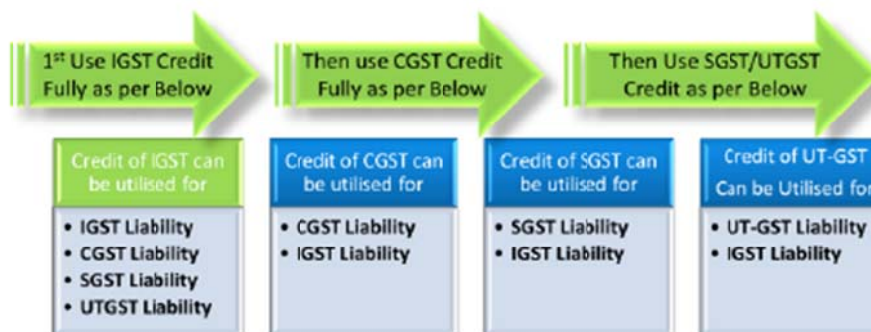 1st Use IGST Credit
Fully as per Below
Then use CGST Credit
Fully as per Below
Then Use SGST/UTGST
Credit as per Below
Credit of IGST can
be utilised for
• IGST Liability
• CGST Liability
• SGST Liability
• UTGST Liability
Credit of CGST can
be utilised for
• CGST Liability
• IGST Liability
Credit of SGST can
be utilised for
• SGST Liability
• IGST Liability
Credit of UT-GST
Can be Utilised for
• UT-GST Liability
• IGST Liability